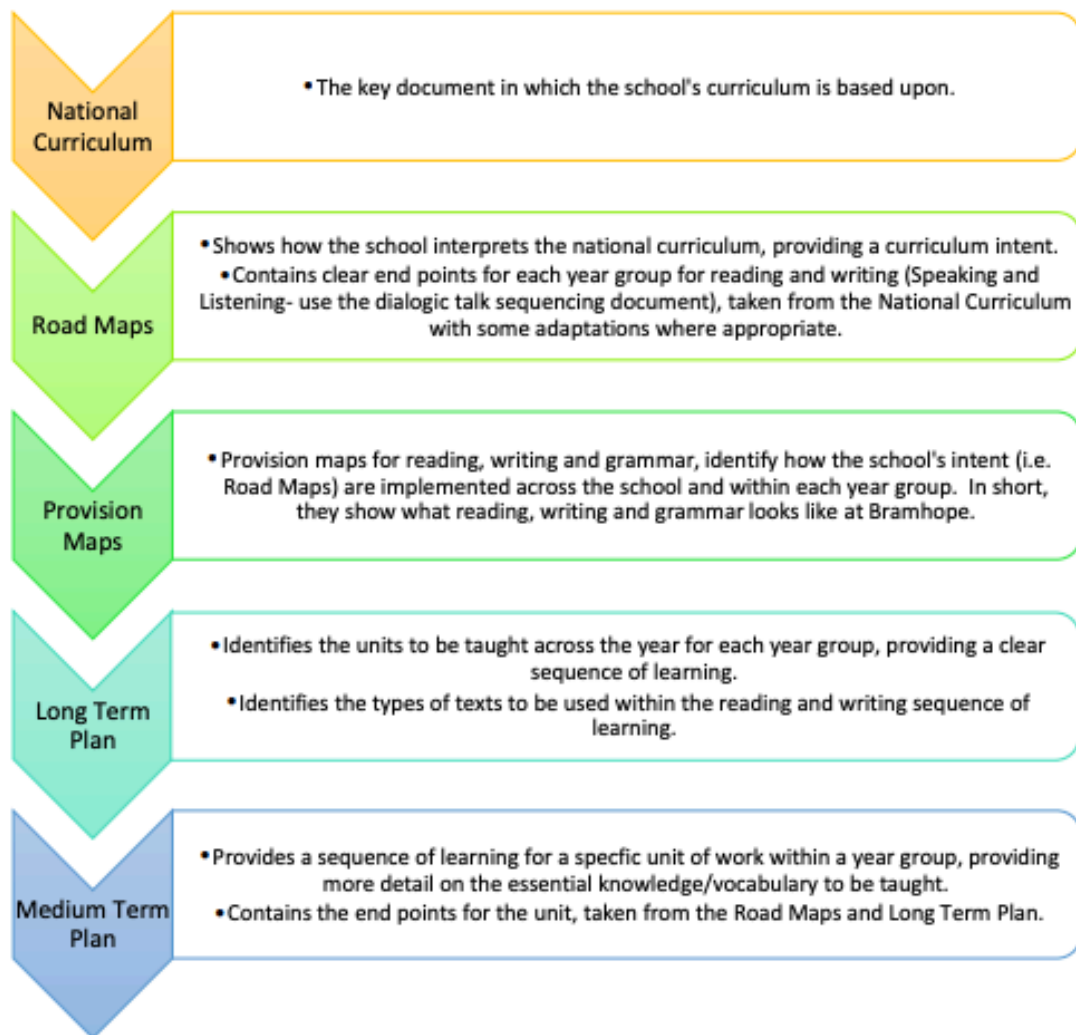 National
Curriculum
•The key document in which the school's curriculum is based upon.
Road Maps
•Shows how the school interprets the national curriculum, providing a curriculum intent.
•Contains clear end points for each year group for reading and writing (Speaking and
Listening- use the dialogic talk sequencing document), taken from the National Curriculum
with some adaptations where appropriate.
Provision
Maps
•Provision maps for reading, writing and grammar, identify how the school's intent (i.e.
Road Maps) are implemented across the school and within each year group.  In short,
they show what reading, writing and grammar looks like at Bramhope.
Long Term
Plan
•Identifies the units to be taught across the year for each year group, providing a clear
sequence of learning.
•Identifies the types of texts to be used within the reading and writing sequence of
learning.
Medium Term
Plan
•Provides a sequence of learning for a specfic unit of work within a year group, providing
more detail on the essential knowledge/vocabulary to be taught.
•Contains the end points for the unit, taken from the Road Maps and Long Term Plan.